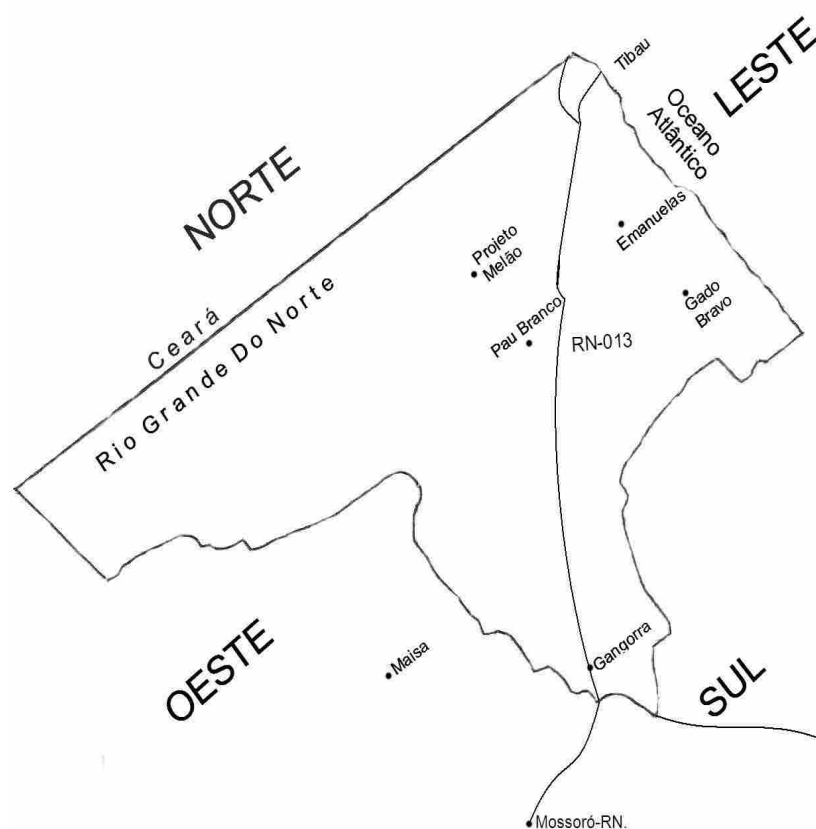 Tibau
LESTE
Oceano
Atlântico
NORTE
Emanuelas
Projeto
Melão
Gado
Bravo
Ceará
Pau Branco
RN-013
Rio Grande Do Norte
Gangorra
Maisa
OESTE
SUL
Mossoró-RN.